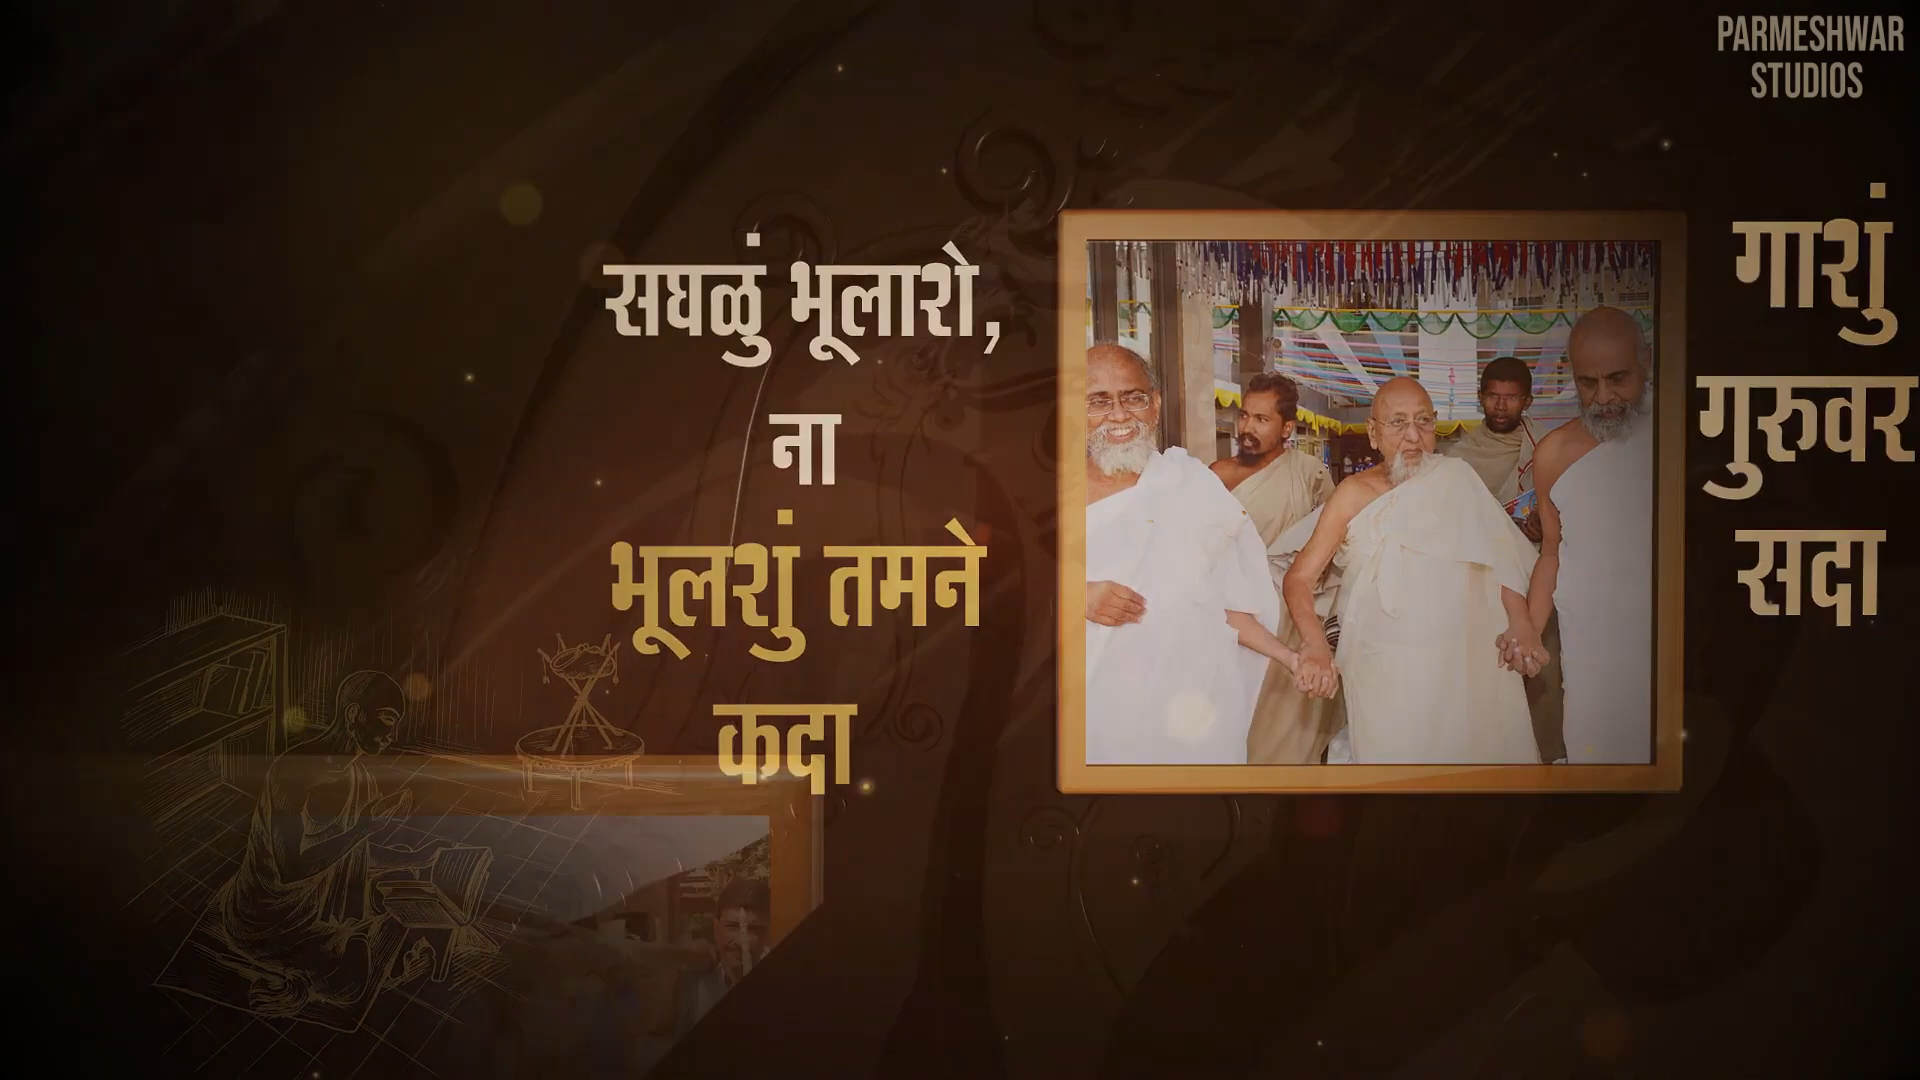 PARMESHWAR
STUDIOS
सघळुं भूलाशे,
ना
भूलशुं तमने
कदा
गाशुं
गुरुवर
सदा